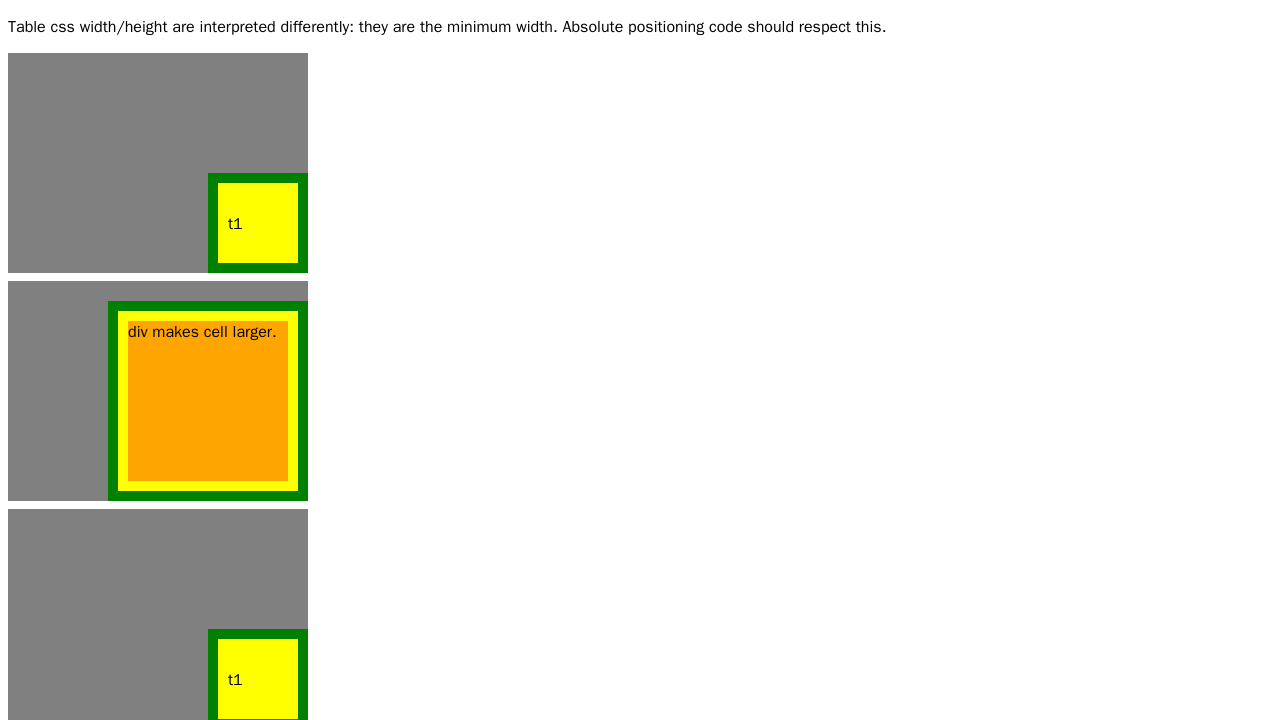 Table css width/height are interpreted differently: they are the minimum width. Absolute positioning code should respect this.
t1
div makes cell larger.
t1